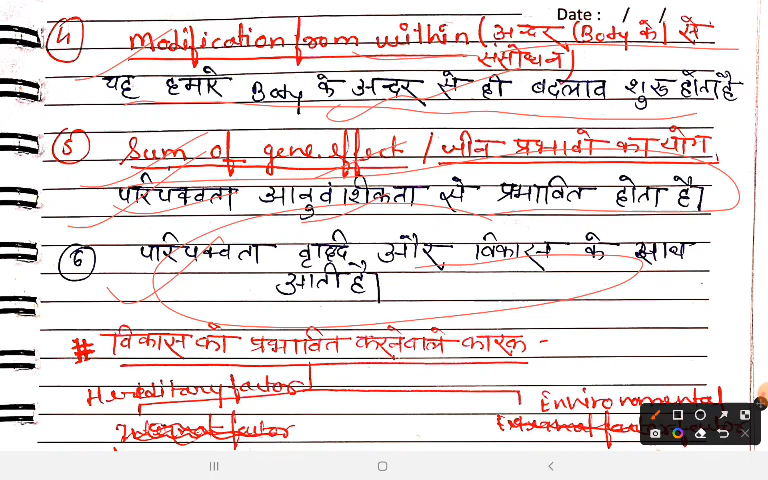 Date : / /
4 Modification from within (अन्दर (Body के) से
संसोधन)
यह हमारे Body के अन्दर से ही बदलाव शुरू होता है
5 Sum of gene effect / जीन प्रभावो का योग
परिपक्वता आनुवंशिकता से प्रभावित होता है।
6 परिपक्वता वृद्धि और विकास के साथ
आती है।
# विकास को प्रभावित करनेवाले कारक -
Hereditary factor
Environmental
Internal factor